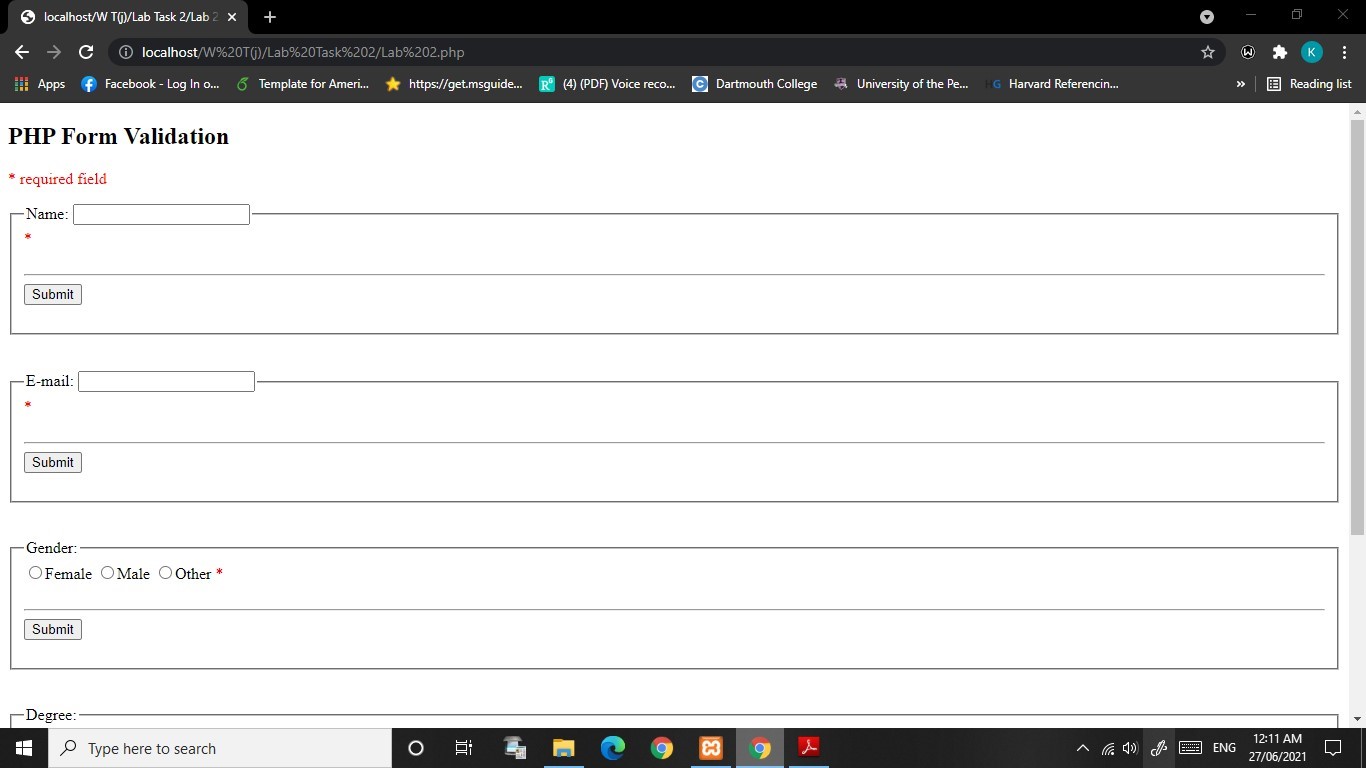 localhost/W T(j)/Lab Task 2/Lab 2
localhost/W%20T(j)/Lab%20Task%202/Lab%202.php
K
Apps Facebook - Log In o... Template for Ameri... https://get.msguide... (4) (PDF) Voice reco... Dartmouth College University of the Pe... HG Harvard Referencin... » Reading list
PHP Form Validation
* required field
Name:
*
Submit
E-mail:
*
Submit
Gender:
Female Male Other *
Submit
Degree:
Type here to search
ENG
12:11 AM
27/06/2021